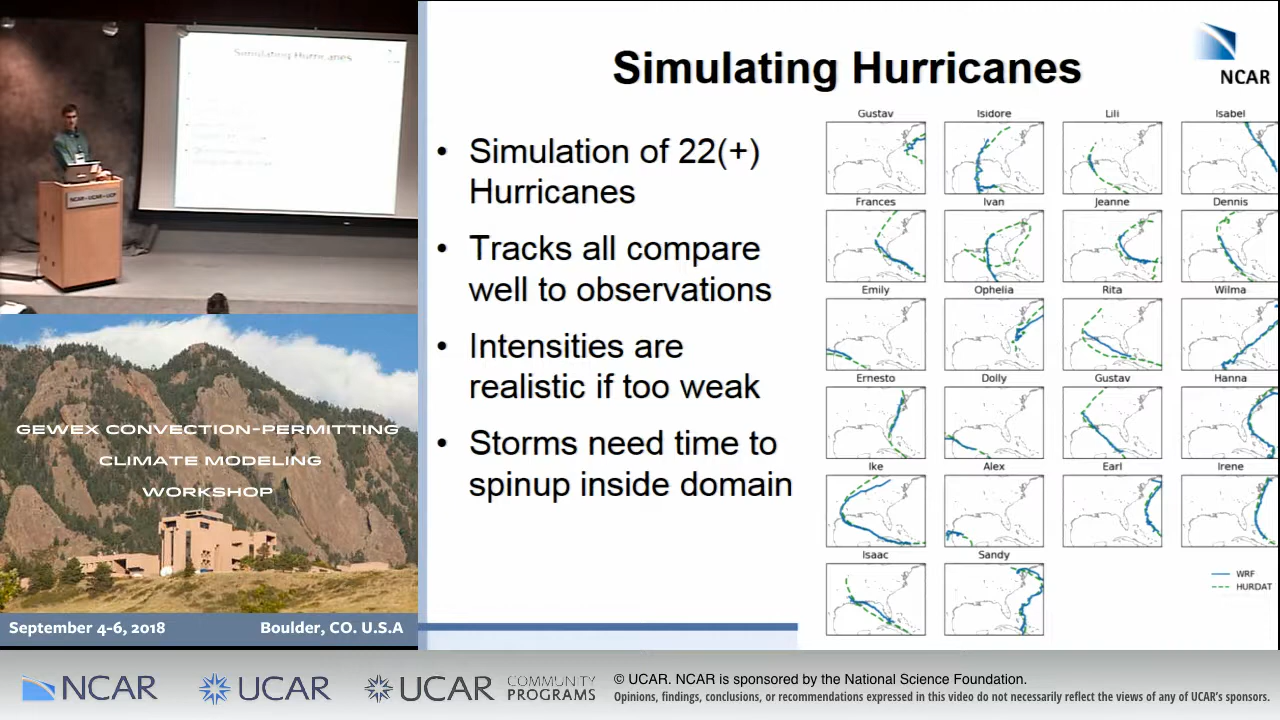 Simulating Hurricanes
NCAR-UCAR-UCP
GEWEX CONVECTION-PERMITTING
CLIMATE MODELING
WORKSHOP
September 4-6, 2018
Boulder, CO. U.S.A
Simulating Hurricanes
NCAR
• Simulation of 22(+)
Hurricanes
• Tracks all compare
well to observations
• Intensities are
realistic if too weak
• Storms need time to
spinup inside domain
Gustav
Isidore
Lili
Isabel
Frances
Ivan
Jeanne
Dennis
Emily
Ophelia
Rita
Wilma
Ernesto
Dolly
Gustav
Hanna
Ike
Alex
Earl
Irene
Isaac
Sandy
WRF
HURDAT
NCAR
UCAR
UCAR
COMMUNITY
PROGRAMS
© UCAR. NCAR is sponsored by the National Science Foundation.
Opinions, findings, conclusions, or recommendations expressed in this video do not necessarily reflect the views of any of UCAR's sponsors.